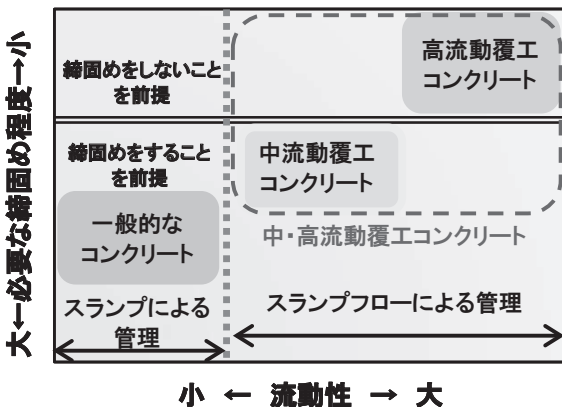 大←必要な締固め程度→小
締固めをしないこと
を前提
高流動覆工
コンクリート
締固めをすること
を前提
中流動覆工
コンクリート
一般的な
コンクリート
中・高流動覆工コンクリート
スランプによる
管理
スランプフローによる管理
小 ← 流動性 → 大